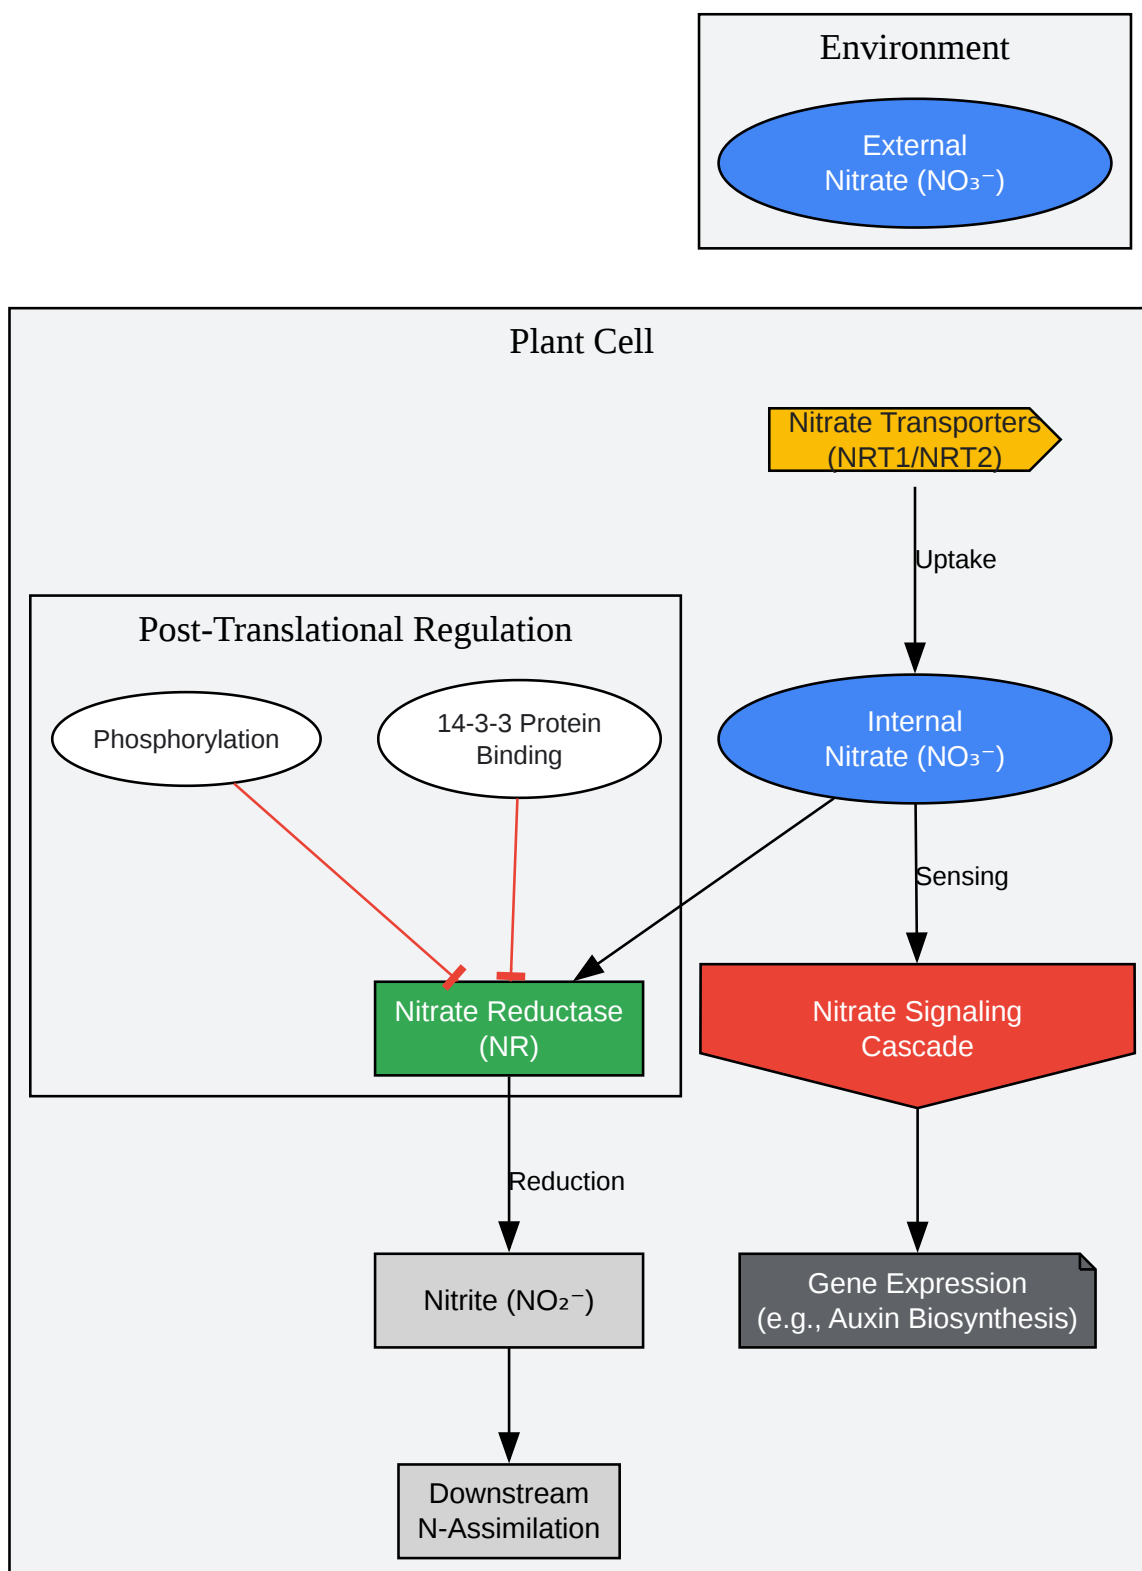 Environment
External
Nitrate (NO₃⁻)
Plant Cell
Nitrate Transporters
(NRT1/NRT2)
Uptake
Post-Translational Regulation
Phosphorylation
14-3-3 Protein
Binding
Internal
Nitrate (NO₃⁻)
Sensing
Nitrate Reductase
(NR)
Nitrate Signaling
Cascade
Reduction
Nitrite (NO₂⁻)
Gene Expression
(e.g., Auxin Biosynthesis)
Downstream
N-Assimilation